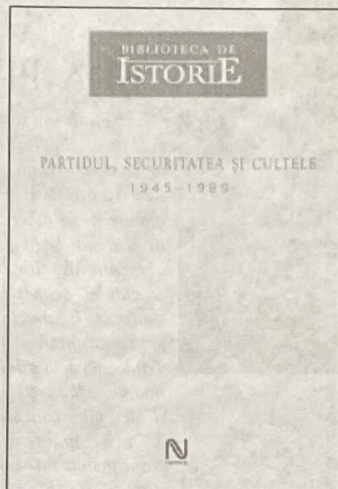 BIBLIOTECA DE
ISTORIE
PARTIDUL, SECURITATEA ȘI CULTELE
1945–1989
N